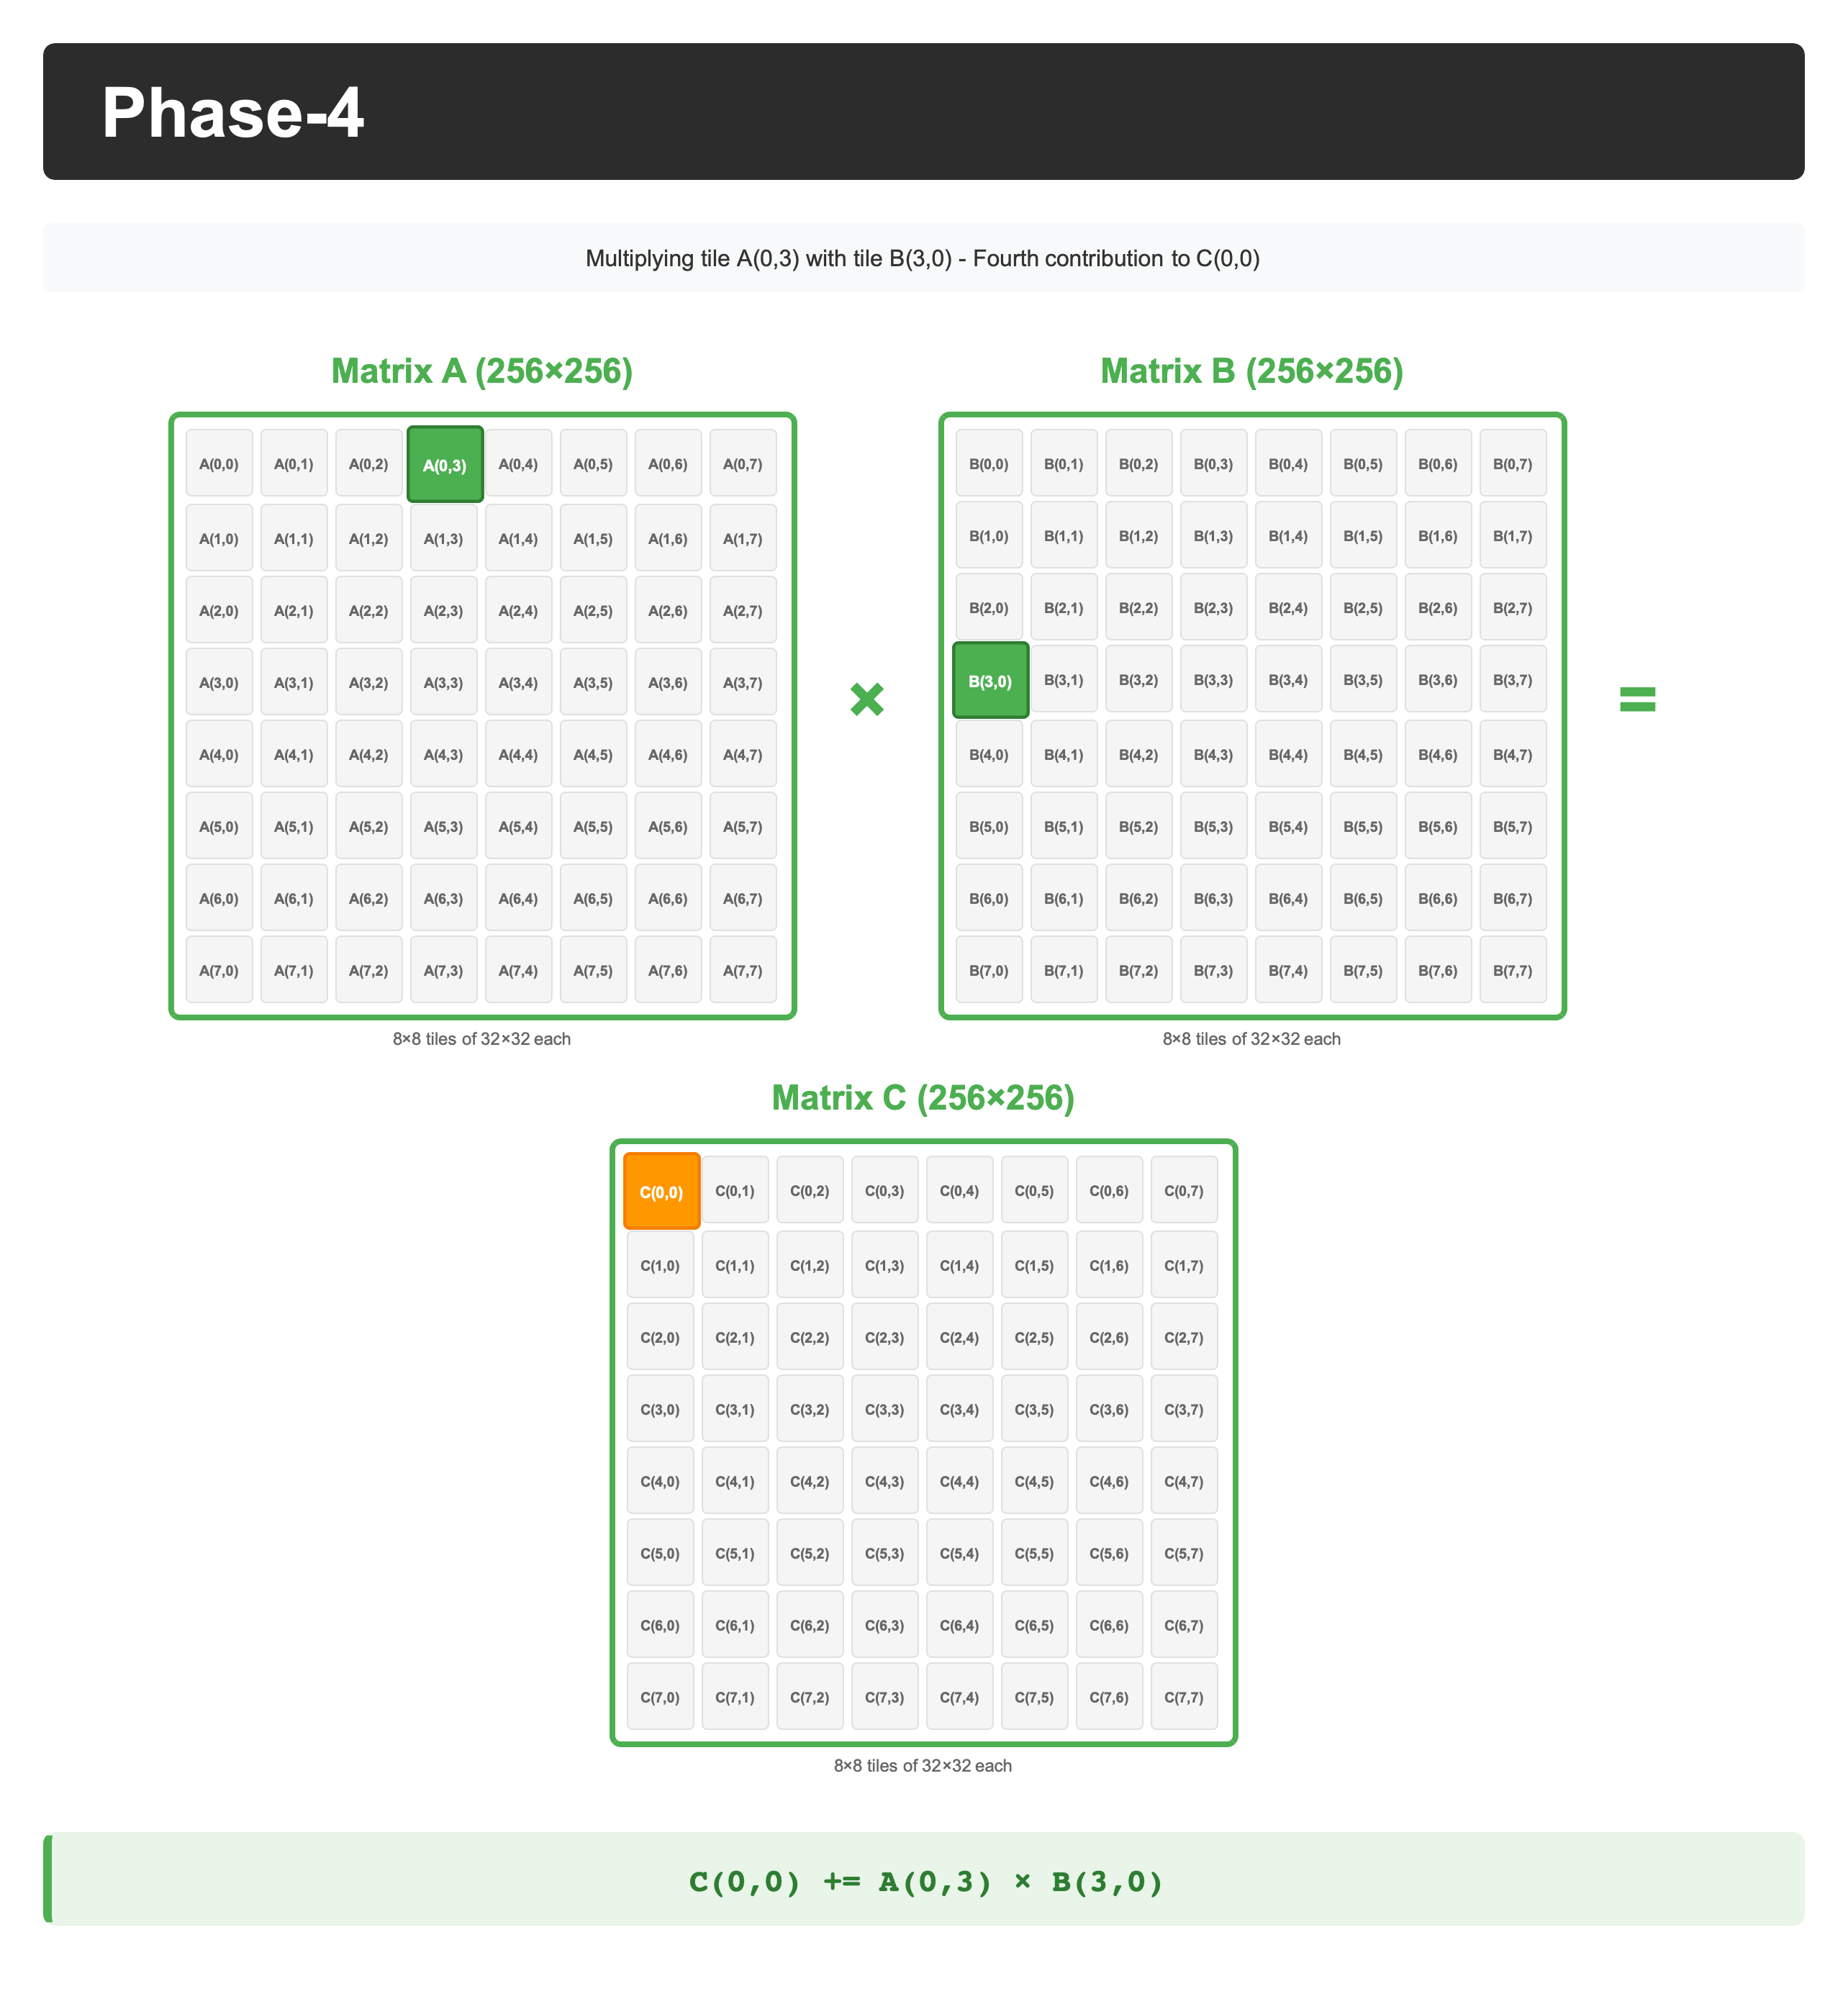 Phase-4
Multiplying tile A(0,3) with tile B(3,0) - Fourth contribution to C(0,0)
Matrix A (256×256)
A(0,0) A(0,1) A(0,2) A(0,3) A(0,4) A(0,5) A(0,6) A(0,7)
A(1,0) A(1,1) A(1,2) A(1,3) A(1,4) A(1,5) A(1,6) A(1,7)
A(2,0) A(2,1) A(2,2) A(2,3) A(2,4) A(2,5) A(2,6) A(2,7)
A(3,0) A(3,1) A(3,2) A(3,3) A(3,4) A(3,5) A(3,6) A(3,7)
A(4,0) A(4,1) A(4,2) A(4,3) A(4,4) A(4,5) A(4,6) A(4,7)
A(5,0) A(5,1) A(5,2) A(5,3) A(5,4) A(5,5) A(5,6) A(5,7)
A(6,0) A(6,1) A(6,2) A(6,3) A(6,4) A(6,5) A(6,6) A(6,7)
A(7,0) A(7,1) A(7,2) A(7,3) A(7,4) A(7,5) A(7,6) A(7,7)
8×8 tiles of 32×32 each
×
Matrix B (256×256)
B(0,0) B(0,1) B(0,2) B(0,3) B(0,4) B(0,5) B(0,6) B(0,7)
B(1,0) B(1,1) B(1,2) B(1,3) B(1,4) B(1,5) B(1,6) B(1,7)
B(2,0) B(2,1) B(2,2) B(2,3) B(2,4) B(2,5) B(2,6) B(2,7)
B(3,0) B(3,1) B(3,2) B(3,3) B(3,4) B(3,5) B(3,6) B(3,7)
B(4,0) B(4,1) B(4,2) B(4,3) B(4,4) B(4,5) B(4,6) B(4,7)
B(5,0) B(5,1) B(5,2) B(5,3) B(5,4) B(5,5) B(5,6) B(5,7)
B(6,0) B(6,1) B(6,2) B(6,3) B(6,4) B(6,5) B(6,6) B(6,7)
B(7,0) B(7,1) B(7,2) B(7,3) B(7,4) B(7,5) B(7,6) B(7,7)
8×8 tiles of 32×32 each
=
Matrix C (256×256)
C(0,0) C(0,1) C(0,2) C(0,3) C(0,4) C(0,5) C(0,6) C(0,7)
C(1,0) C(1,1) C(1,2) C(1,3) C(1,4) C(1,5) C(1,6) C(1,7)
C(2,0) C(2,1) C(2,2) C(2,3) C(2,4) C(2,5) C(2,6) C(2,7)
C(3,0) C(3,1) C(3,2) C(3,3) C(3,4) C(3,5) C(3,6) C(3,7)
C(4,0) C(4,1) C(4,2) C(4,3) C(4,4) C(4,5) C(4,6) C(4,7)
C(5,0) C(5,1) C(5,2) C(5,3) C(5,4) C(5,5) C(5,6) C(5,7)
C(6,0) C(6,1) C(6,2) C(6,3) C(6,4) C(6,5) C(6,6) C(6,7)
C(7,0) C(7,1) C(7,2) C(7,3) C(7,4) C(7,5) C(7,6) C(7,7)
8×8 tiles of 32×32 each
C(0,0) += A(0,3) × B(3,0)